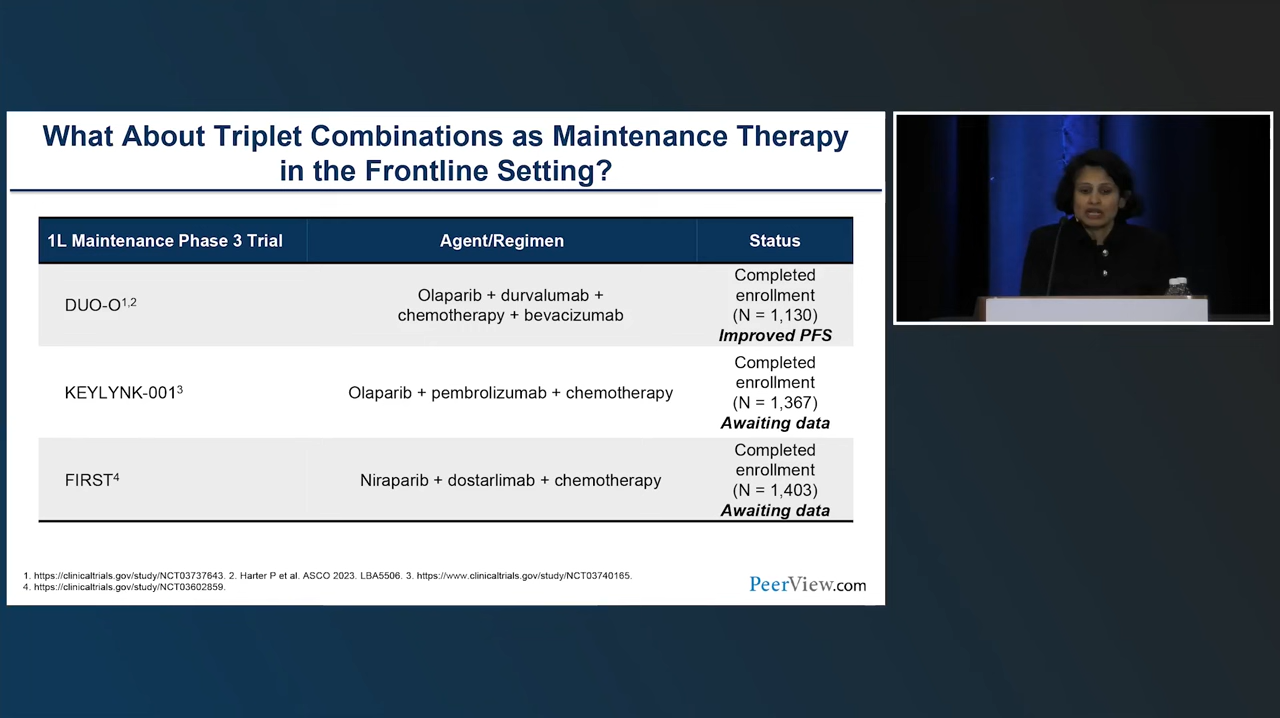 What About Triplet Combinations as Maintenance Therapy
in the Frontline Setting?
1L Maintenance Phase 3 Trial
Agent/Regimen
Status
DUO-O1,2
Olaparib + durvalumab +
chemotherapy + bevacizumab
Completed
enrollment
(N = 1,130)
Improved PFS
KEYLYNK-0013
Olaparib + pembrolizumab + chemotherapy
Completed
enrollment
(N = 1,367)
Awaiting data
FIRST4
Niraparib + dostarlimab + chemotherapy
Completed
enrollment
(N = 1,403)
Awaiting data
1. https://clinicaltrials.gov/study/NCT03737643. 2. Harter P et al. ASCO 2023. LBA5506. 3. https://www.clinicaltrials.gov/study/NCT03740165.
4. https://clinicaltrials.gov/study/NCT03602859.
PeerView.com